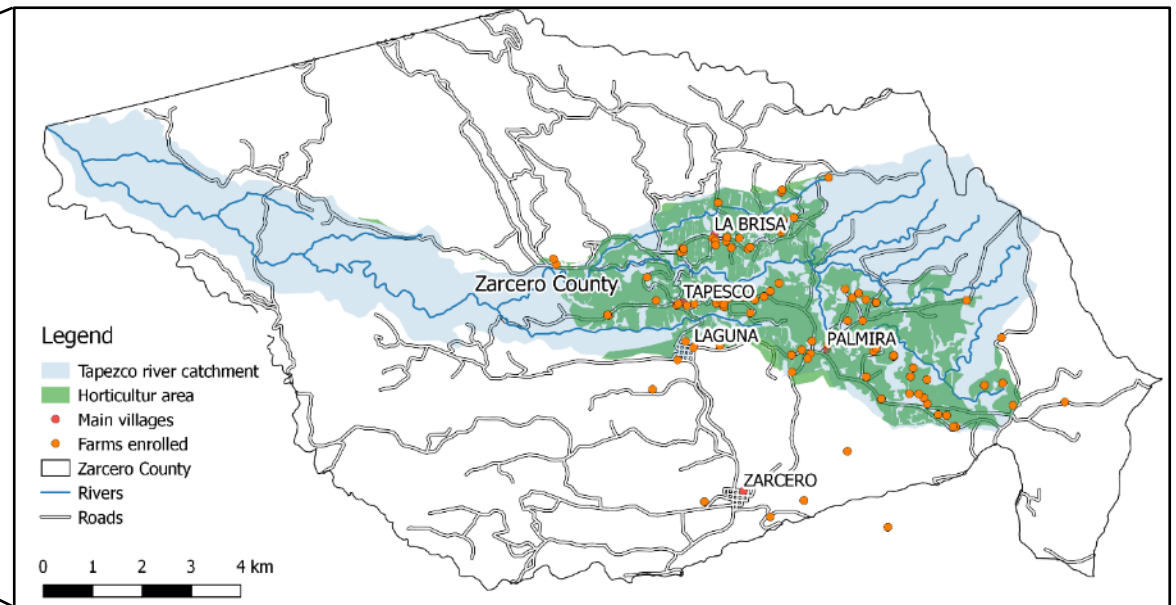 LA BRISA
Zarcero County
TAPESCO
LAGUNA
PALMIRA
ZARCERO
Legend
Tapezco river catchment
Horticultur area
Main villages
Farms enrolled
Zarcero County
Rivers
Roads
0 1 2 3 4 km